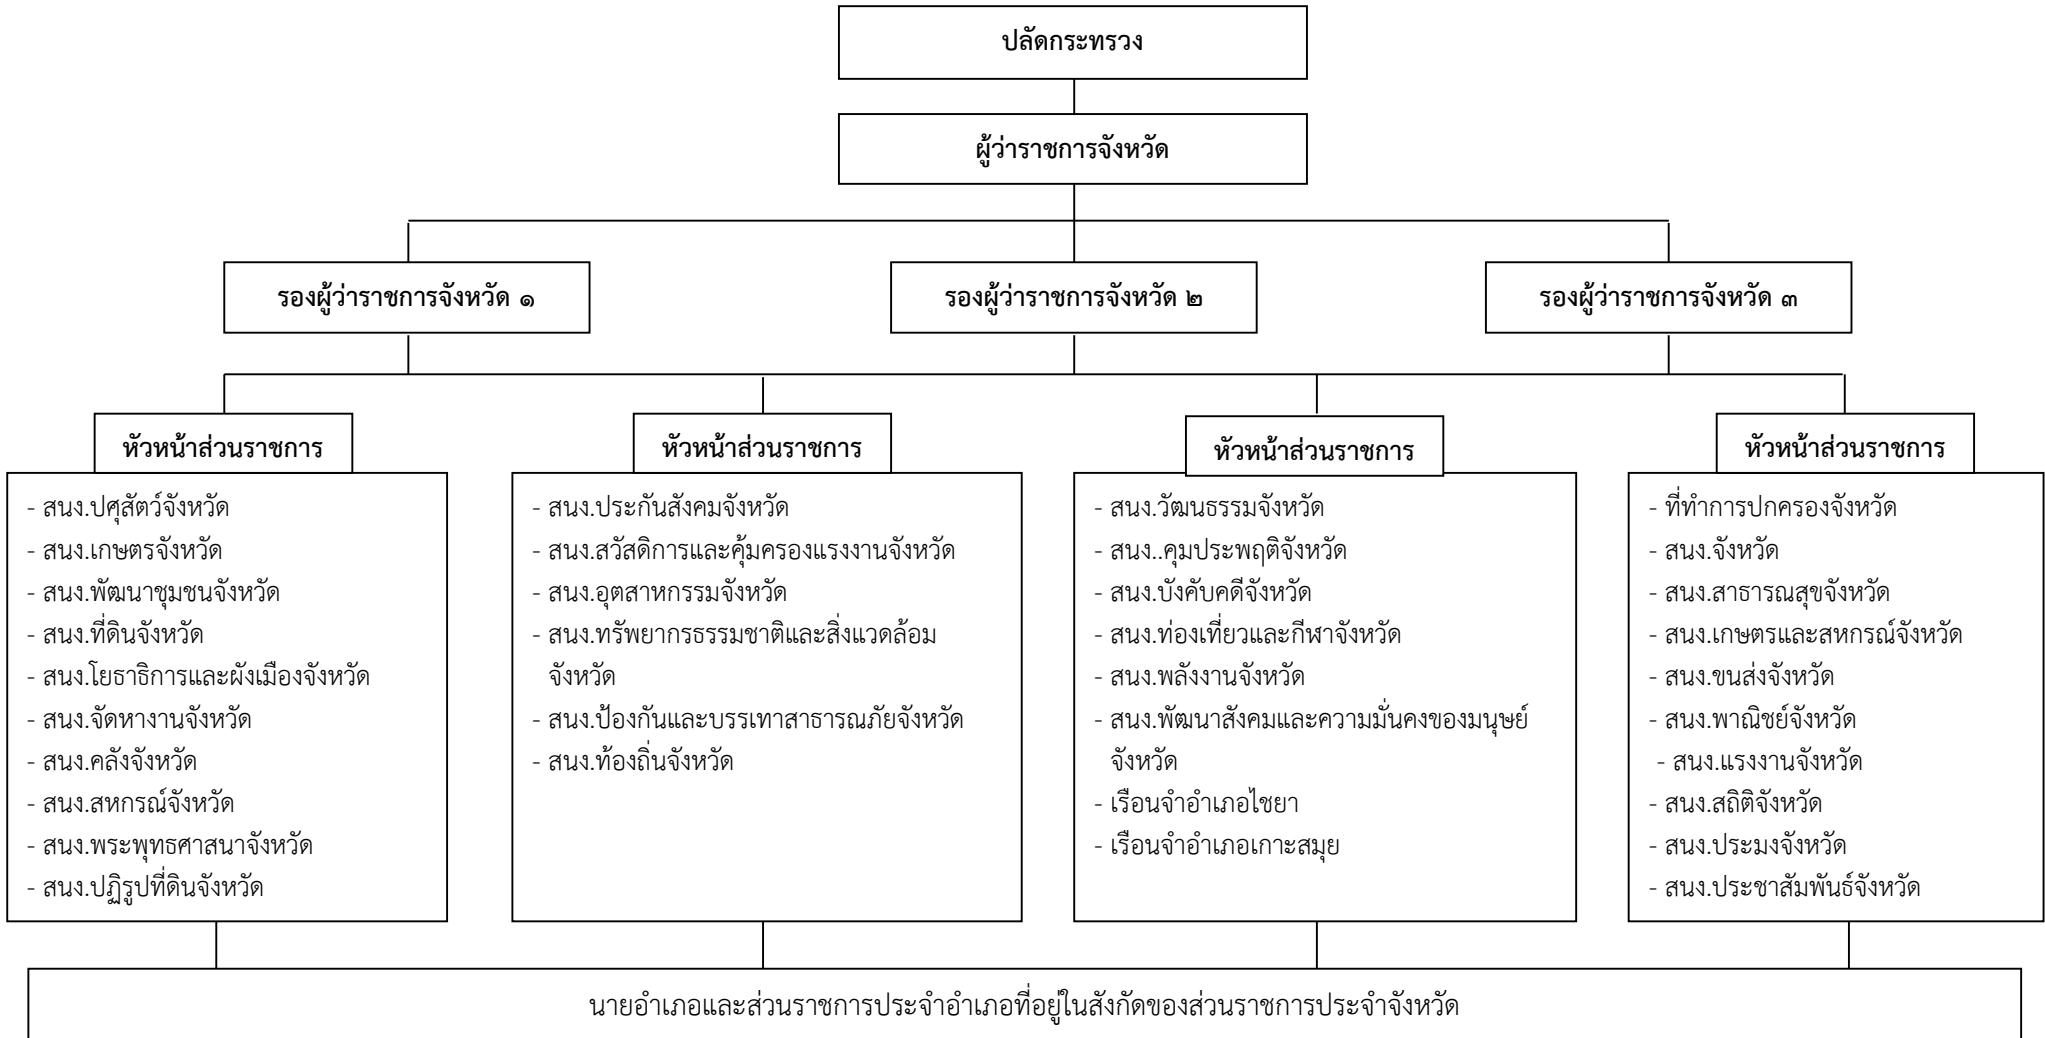 ปลัดกระทรวง
ผู้ว่าราชการจังหวัด
รองผู้ว่าราชการจังหวัด ๑
รองผู้ว่าราชการจังหวัด ๒
รองผู้ว่าราชการจังหวัด ๓
หัวหน้าส่วนราชการ
- สนง.ปศุสัตว์จังหวัด
- สนง.เกษตรจังหวัด
- สนง.พัฒนาชุมชนจังหวัด
- สนง.ที่ดินจังหวัด
- สนง.โยธาธิการและผังเมืองจังหวัด
- สนง.จัดหางานจังหวัด
- สนง.คลังจังหวัด
- สนง.สหกรณ์จังหวัด
- สนง.พระพุทธศาสนาจังหวัด
- สนง.ปฏิรูปที่ดินจังหวัด
หัวหน้าส่วนราชการ
- สนง.ประกันสังคมจังหวัด
- สนง.สวัสดิการและคุ้มครองแรงงานจังหวัด
- สนง.อุตสาหกรรมจังหวัด
- สนง.ทรัพยากรธรรมชาติและสิ่งแวดล้อม
จังหวัด
- สนง.ป้องกันและบรรเทาสาธารณภัยจังหวัด
- สนง.ท้องถิ่นจังหวัด
หัวหน้าส่วนราชการ
- สนง.วัฒนธรรมจังหวัด
- สนง..คุมประพฤติจังหวัด
- สนง.บังคับคดีจังหวัด
- สนง.ท่องเที่ยวและกีฬาจังหวัด
- สนง.พลังงานจังหวัด
- สนง.พัฒนาสังคมและความมั่นคงของมนุษย์
จังหวัด
- เรือนจำอำเภอไชยา
- เรือนจำอำเภอเกาะสมุย
หัวหน้าส่วนราชการ
- ที่ทำการปกครองจังหวัด
- สนง.จังหวัด
- สนง.สาธารณสุขจังหวัด
- สนง.เกษตรและสหกรณ์จังหวัด
- สนง.ขนส่งจังหวัด
- สนง.พาณิชย์จังหวัด
- สนง.แรงงานจังหวัด
- สนง.สถิติจังหวัด
- สนง.ประมงจังหวัด
- สนง.ประชาสัมพันธ์จังหวัด
นายอำเภอและส่วนราชการประจำอำเภอที่อยู่ในสังกัดของส่วนราชการประจำจังหวัด